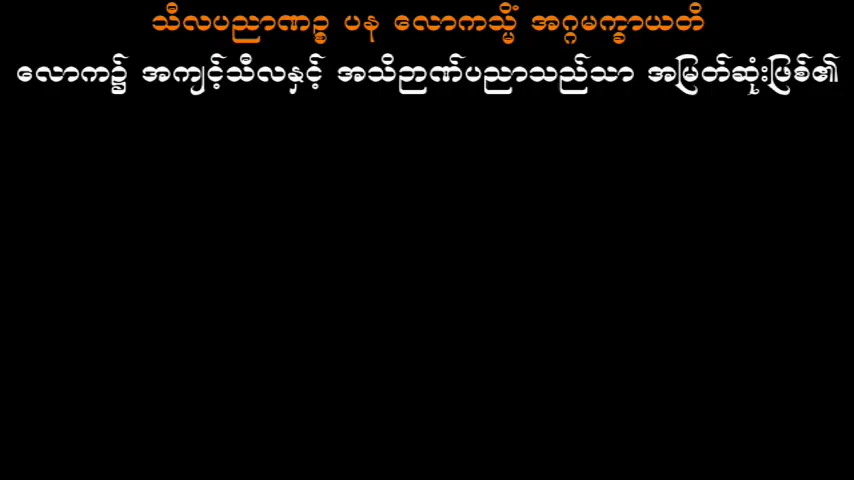 သီလပညာဏဉ္စ ပန လောကသ္မိံ အဂ္ဂမက္ခာယတိ
လောက၌ အကျင့်သီလနှင့် အသိဉာဏ်ပညာသည်သာ အမြတ်ဆုံးဖြစ်၏